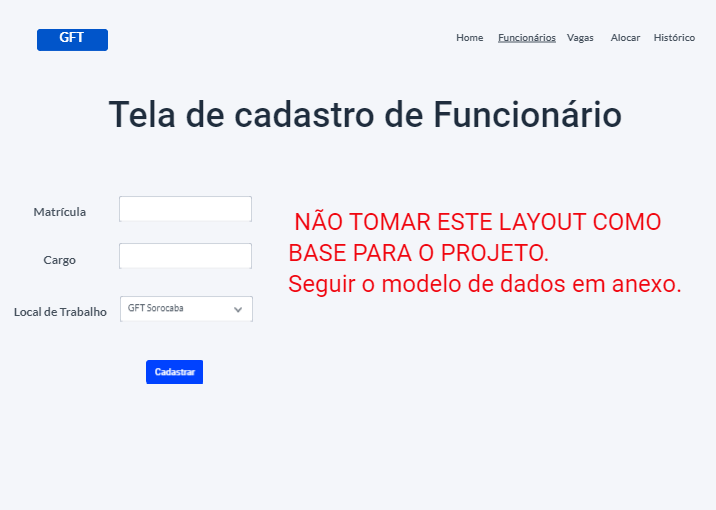 GFT
Home Funcionários Vagas Alocar Histórico
Tela de cadastro de Funcionário
Matrícula
NÃO TOMAR ESTE LAYOUT COMO
BASE PARA O PROJETO.
Seguir o modelo de dados em anexo.
Cargo
Local de Trabalho GFT Sorocaba
Cadastrar